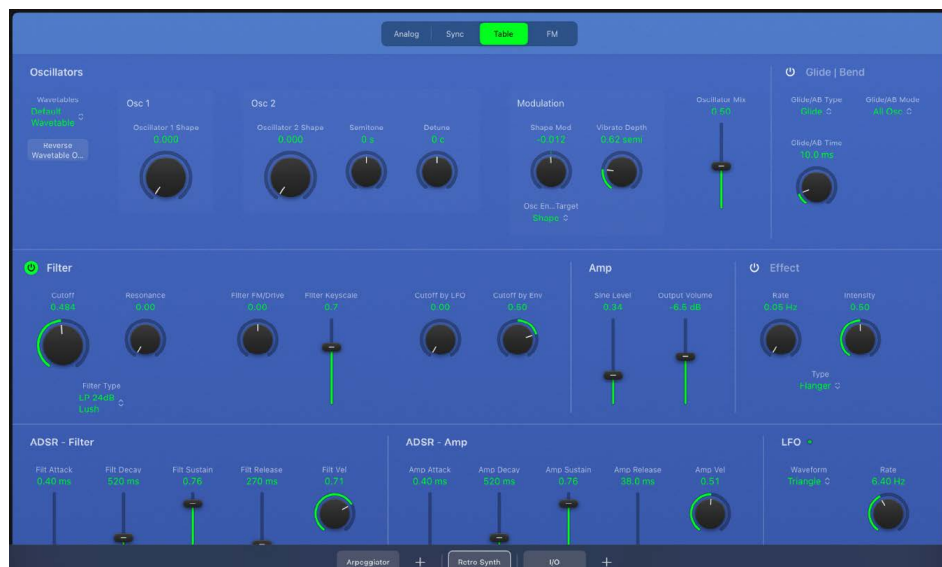 Analog Sync Table FM
Oscillators
Glide | Bend
Wavetables
Default
Wavetable
Reverse
Wavetable O...
Osc 1
Oscillator 1 Shape
0.000
Osc 2
Oscillator 2 Shape Semitone Detune
0.000 0 s 0 c
Modulation
Shape Mod Vibrato Depth
-0.012 0.62 semi
Osc En...Target
Shape
Oscillator Mix
0.50
Glide/AB Type Glide/AB Mode
Glide All Osc
Glide/AB Time
10.0 ms
Filter
Cutoff Resonance Filter FM/Drive Filter Keyscale Cutoff by LFO Cutoff by Env
0.484 0.00 0.00 0.7 0.00 0.50
Filter Type
LP 24dB
Lush
Amp
Sine Level Output Volume
0.34 -6.5 dB
Effect
Rate Intensity
0.05 Hz 0.50
Type
Flanger
ADSR - Filter
Filt Attack Filt Decay Filt Sustain Filt Release Filt Vel
0.40 ms 520 ms 0.76 270 ms 0.71
ADSR - Amp
Amp Attack Amp Decay Amp Sustain Amp Release Amp Vel
0.40 ms 520 ms 0.76 38.0 ms 0.51
LFO
Waveform Rate
Triangle 6.40 Hz
Arpeggiator + Retro Synth I/O +